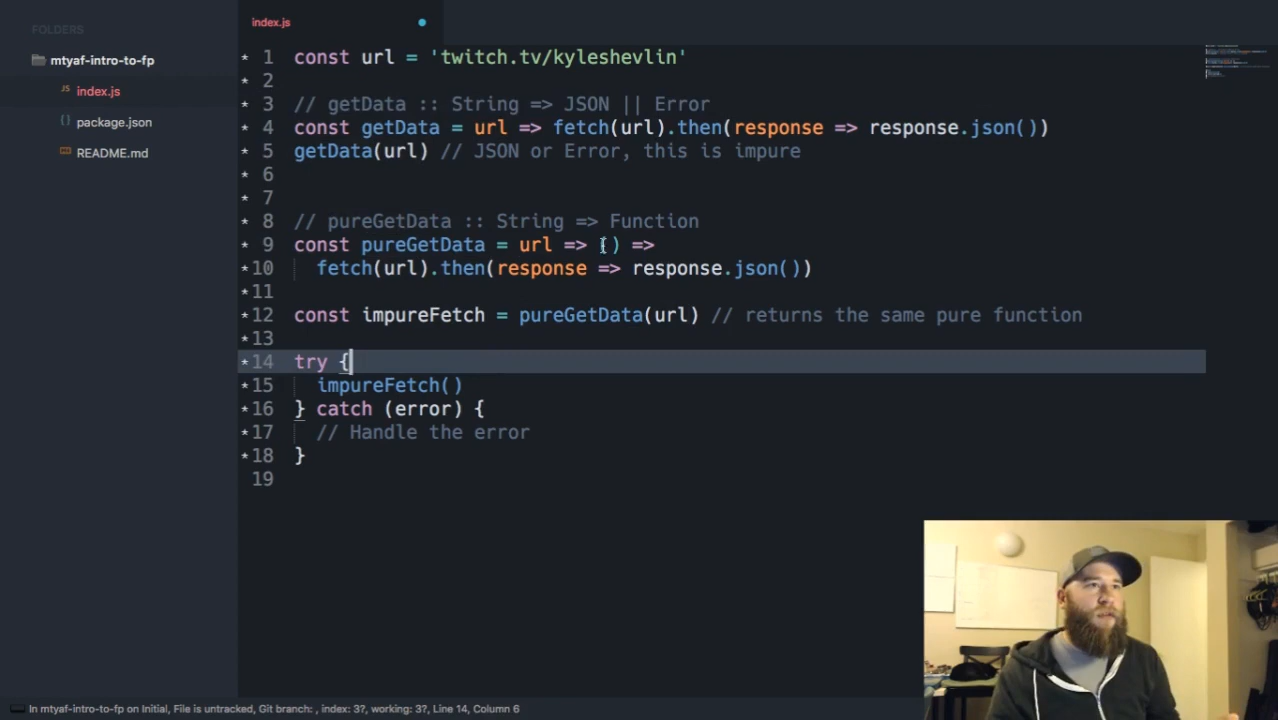 FOLDERS
mtyaf-intro-to-fp
JS index.js
package.json
README.md
index.js
* 1 const url = 'twitch.tv/kyleshevlin'
* 2
* 3 // getData :: String => JSON || Error
* 4 const getData = url => fetch(url).then(response => response.json())
* 5 getData(url) // JSON or Error, this is impure
* 6
* 7
* 8 // pureGetData :: String => Function
* 9 const pureGetData = url => () =>
* 10 fetch(url).then(response => response.json())
* 11
* 12 const impureFetch = pureGetData(url) // returns the same pure function
* 13
* 14 try {
* 15 impureFetch()
* 16 } catch (error) {
* 17 // Handle the error
* 18 }
19
In mtyaf-intro-to-fp on Initial, File is untracked, Git branch: , index: 3?, working: 3?, Line 14, Column 6